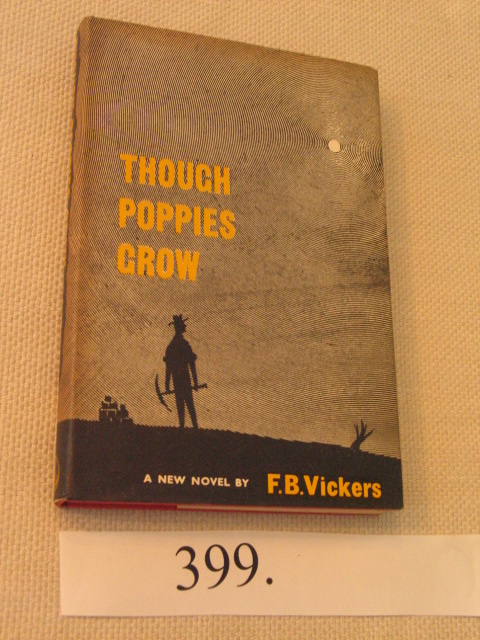 THOUGH
POPPIES
GROW
A NEW NOVEL BY F.B.Vickers
399.